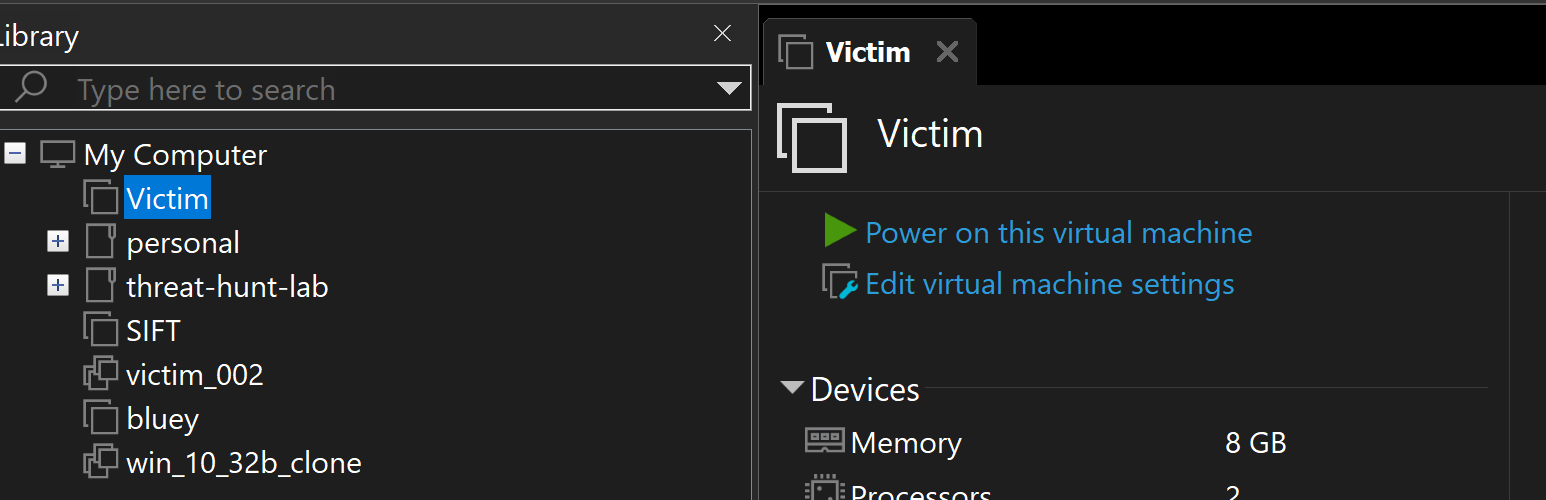 Library
Type here to search
My Computer
Victim
personal
threat-hunt-lab
SIFT
victim_002
bluey
win_10_32b_clone
Victim
Victim
Power on this virtual machine
Edit virtual machine settings
Devices
Memory 8 GB
Processors 2